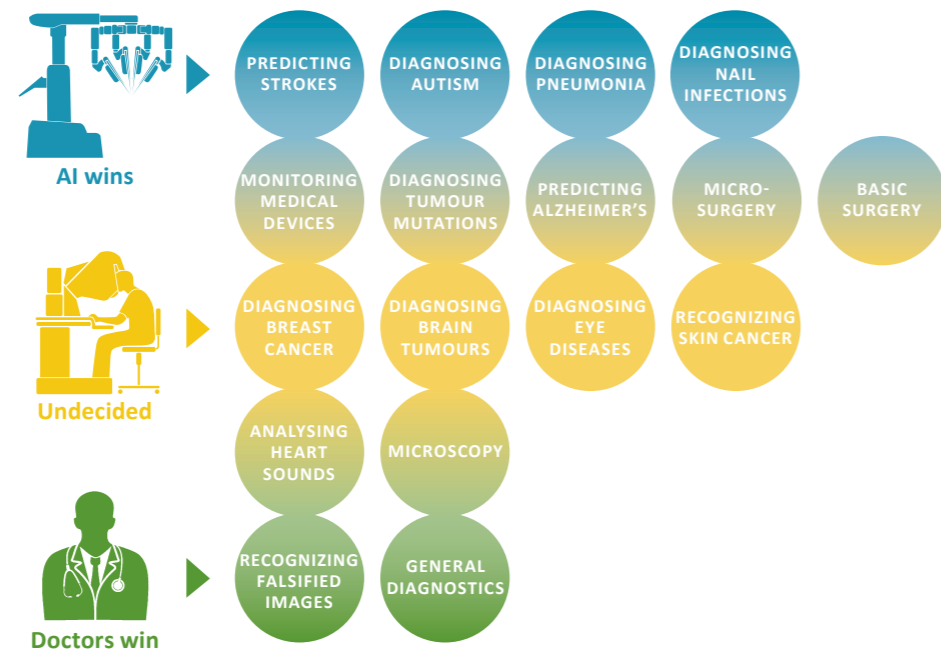 PREDICTING
STROKES
DIAGNOSING
AUTISM
DIAGNOSING
PNEUMONIA
DIAGNOSING
NAIL
INFECTIONS
AI wins
MONITORING
MEDICAL
DEVICES
DIAGNOSING
TUMOUR
MUTATIONS
PREDICTING
ALZHEIMER'S
MICRO-
SURGERY
BASIC
SURGERY
DIAGNOSING
BREAST
CANCER
DIAGNOSING
BRAIN
TUMOURS
DIAGNOSING
EYE
DISEASES
RECOGNIZING
SKIN CANCER
Undecided
ANALYSING
HEART
SOUNDS
MICROSCOPY
RECOGNIZING
FALSIFIED
IMAGES
GENERAL
DIAGNOSTICS
Doctors win